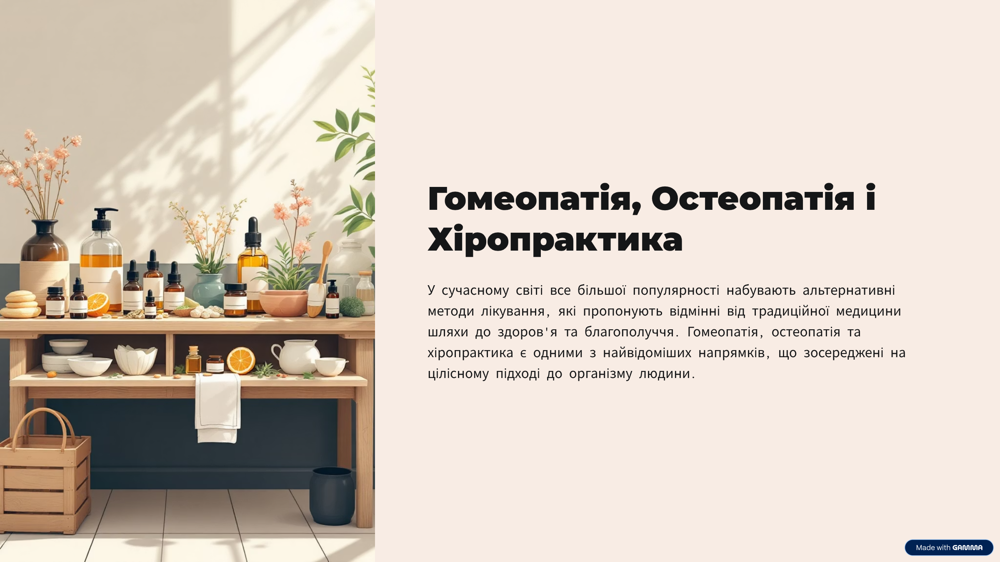 Гомеопатія, Остеопатія і
Хіропрактика
У сучасному світі все більшої популярності набувають альтернативні
методи лікування, які пропонують відмінні від традиційної медицини
шляхи до здоров'я та благополуччя. Гомеопатія, остеопатія та
хіропрактика є одними з найвідоміших напрямків, що зосереджені на
цілісному підході до організму людини.
Made with GAMMA